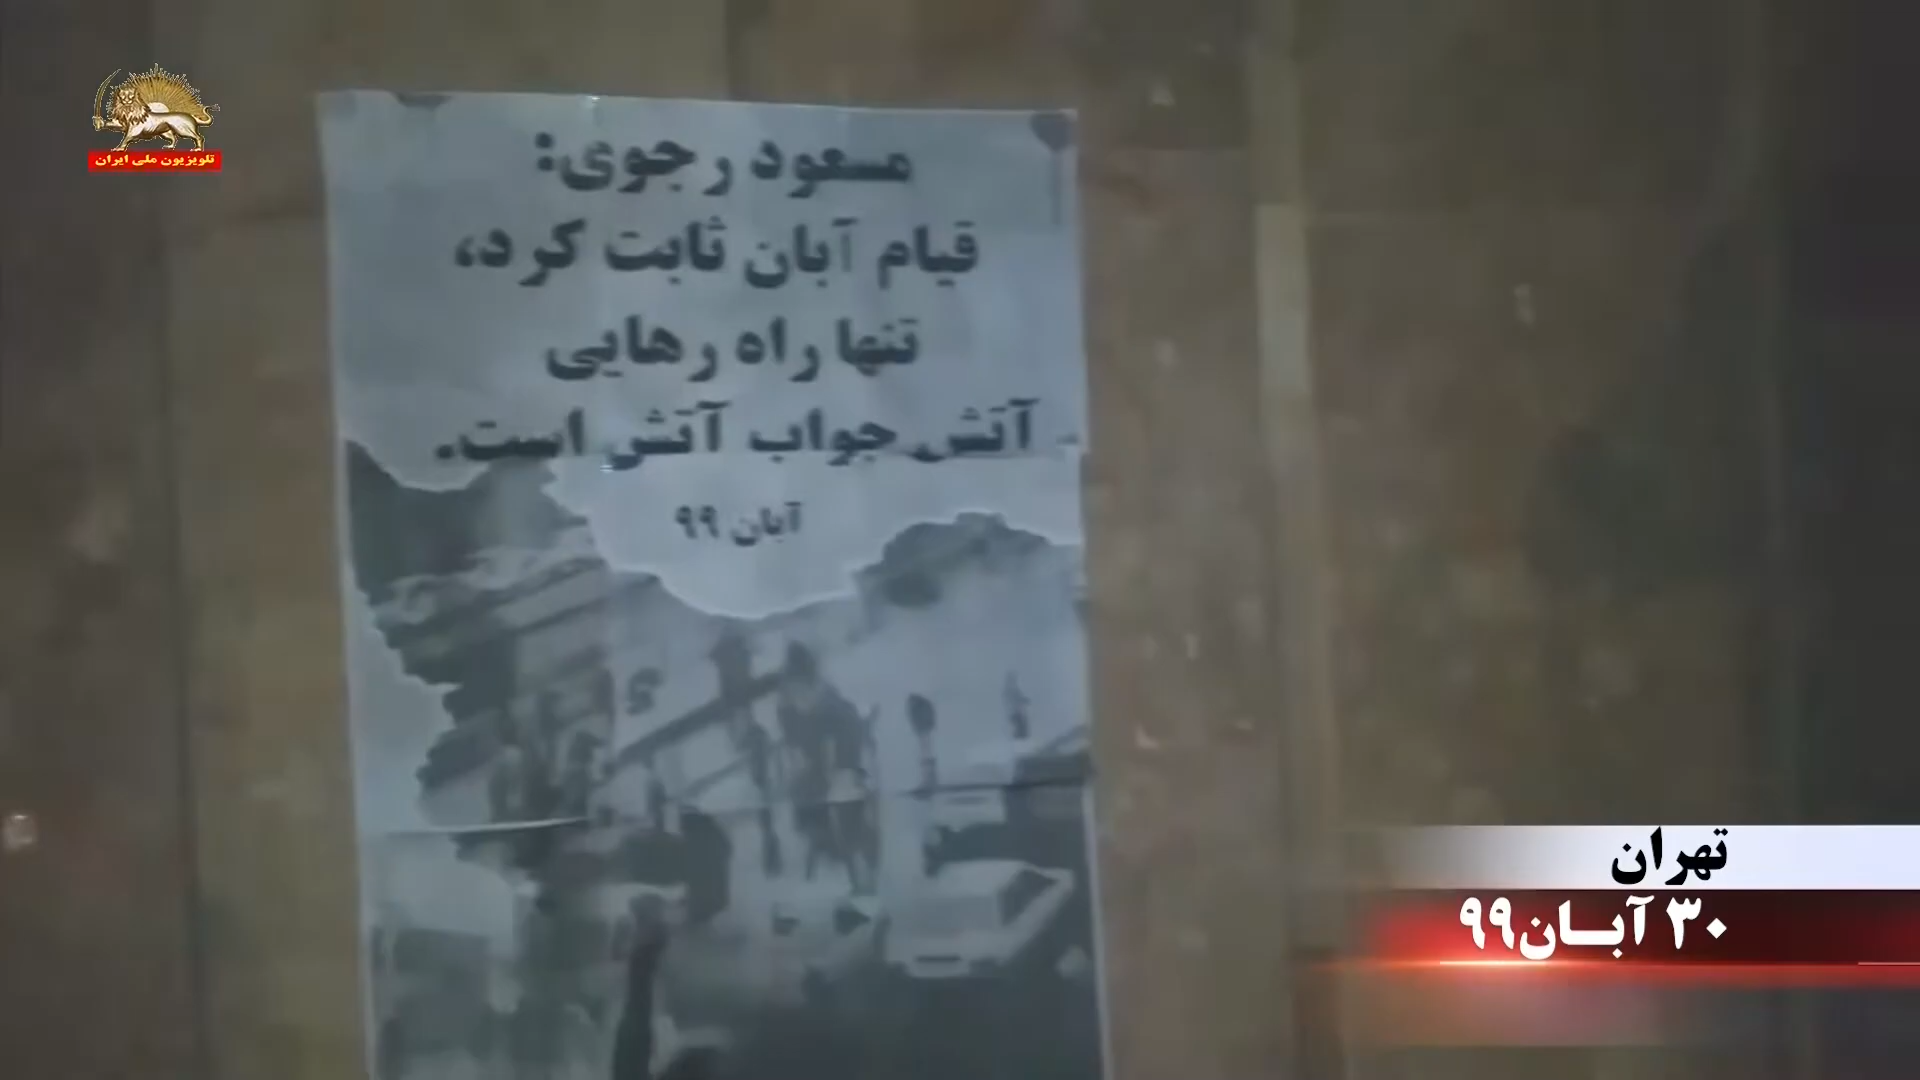 تلویزیون ملی ایران
مسعود رجوی:
قیام آبان ثابت کرد،
تنها راه رهایی
آتش جواب آتش است.
آبان ۹۹
تهران
۳۰ آبـان۹۹